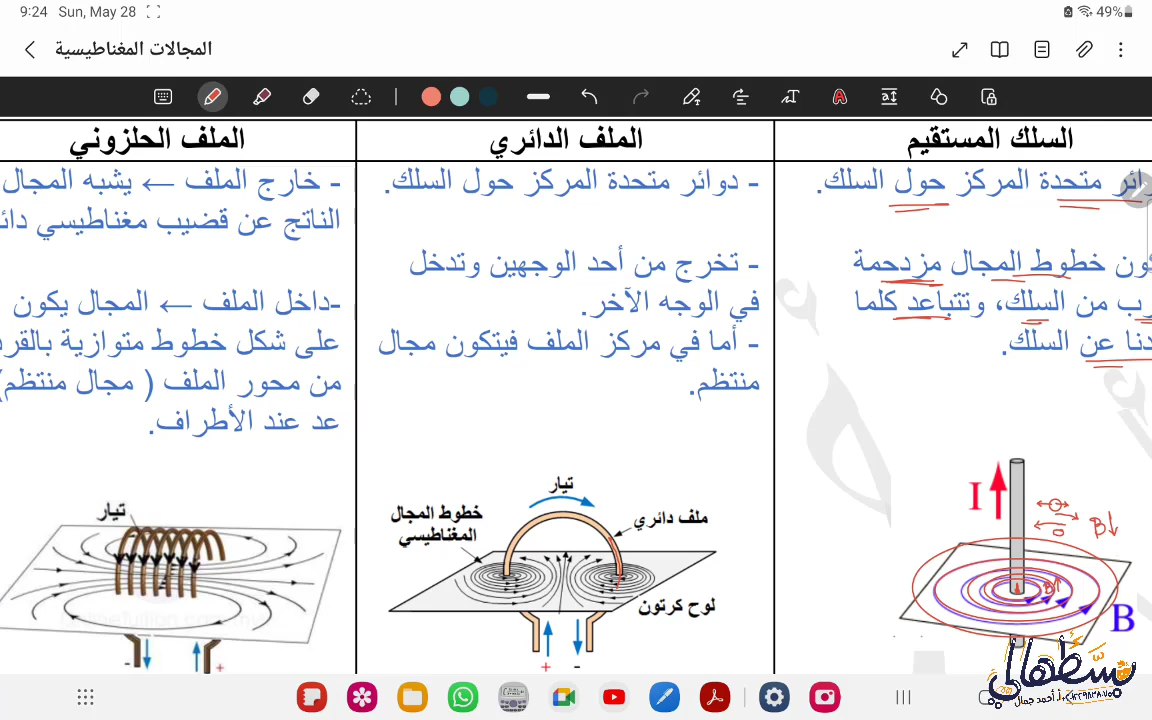 9:24 Sun, May 28
49%
المجالات المغناطيسية
السلك المستقيم
متحدة المركز حول السلك.
خطوط المجال مزدحمة
من السلك، وتتباعد كلما
عن السلك.
I
B↓
B↑
B
الملف الدائري
- دوائر متحدة المركز حول السلك.
- تخرج من أحد الوجهين وتدخل
في الوجه الآخر.
- أما في مركز الملف فيتكون مجال
منتظم.
تيار
خطوط المجال
المغناطيسي
ملف دائري
لوح كرتون
+ -
الملف الحلزوني
- خارج الملف ← يشبه المجال
الناتج عن قضيب مغناطيسي
-داخل الملف ← المجال يكون
على شكل خطوط متوازية
من محور الملف ( مجال منتظم)
عد عند الأطراف.
تيار
- +
أ. أحمد جمال